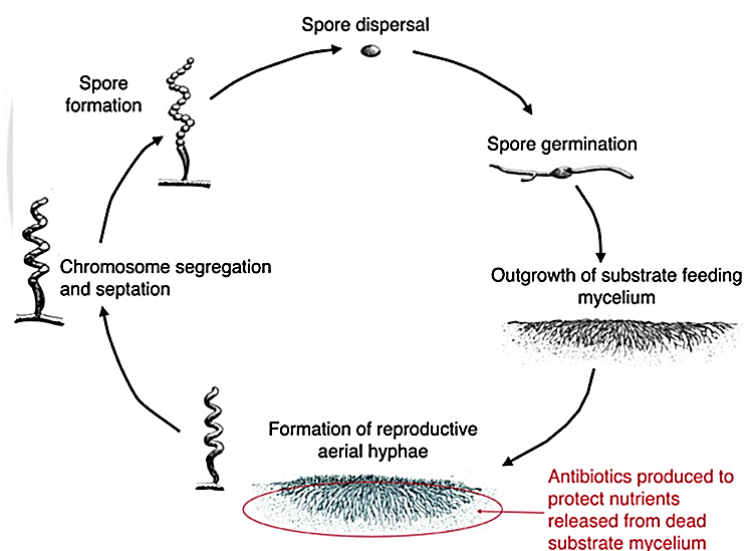 Spore dispersal
Spore germination
Outgrowth of substrate feeding
mycelium
Formation of reproductive
aerial hyphae
Antibiotics produced to
protect nutrients
released from dead
substrate mycelium
Chromosome segregation
and septation
Spore
formation